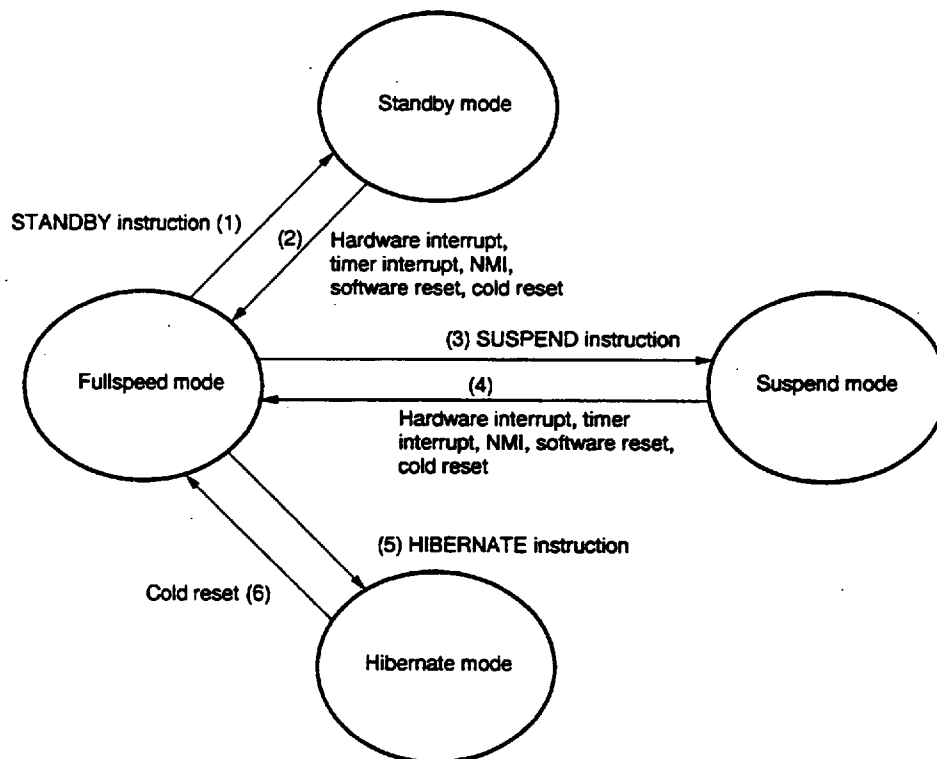 Standby mode
STANDBY instruction (1)
(2)
Hardware interrupt,
timer interrupt, NMI,
software reset, cold reset
(3) SUSPEND instruction
Fullspeed mode
(4)
Suspend mode
Hardware interrupt, timer
interrupt, NMI, software reset,
cold reset
(5) HIBERNATE instruction
Cold reset (6)
Hibernate mode